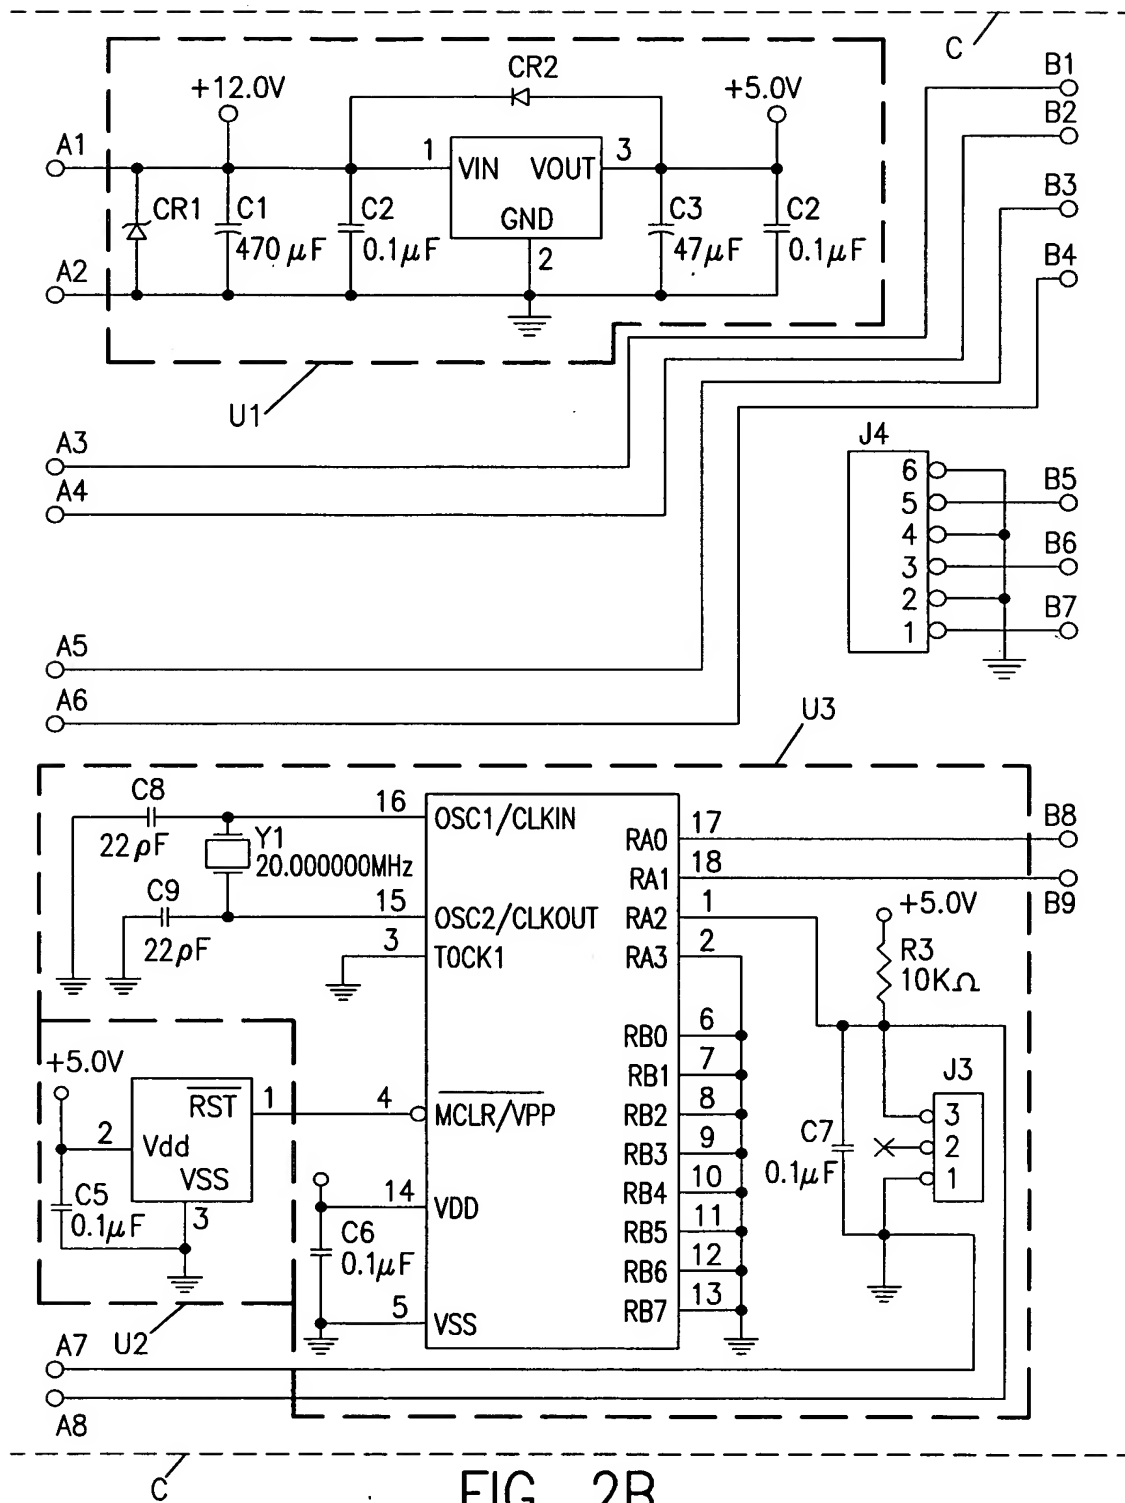 C
B1
B2
B3
B4
CR2
+12.0V
+5.0V
A1
1
VIN
VOUT
3
CR1
C1
470 μF
C2
0.1μF
GND
2
C3
47μF
C2
0.1μF
A2
U1
A3
A4
J4
6
5
4
3
2
1
B5
B6
B7
A5
A6
U3
C8
22pF
Y1
20.000000MHz
C9
22pF
16
OSC1/CLKIN
15
OSC2/CLKOUT
3
TOCK1
RA0
17
B8
RA1
18
B9
RA2
1
RA3
2
+5.0V
R3
10KΩ
RB0
6
RB1
7
RB2
8
RB3
9
RB4
10
RB5
11
RB6
12
RB7
13
J3
3
2
1
C7
0.1μF
+5.0V
RST
1
2
Vdd
VSS
3
C5
0.1μF
4
MCLR/VPP
14
VDD
C6
0.1μF
5
VSS
U2
A7
A8
C
FIG. 2B